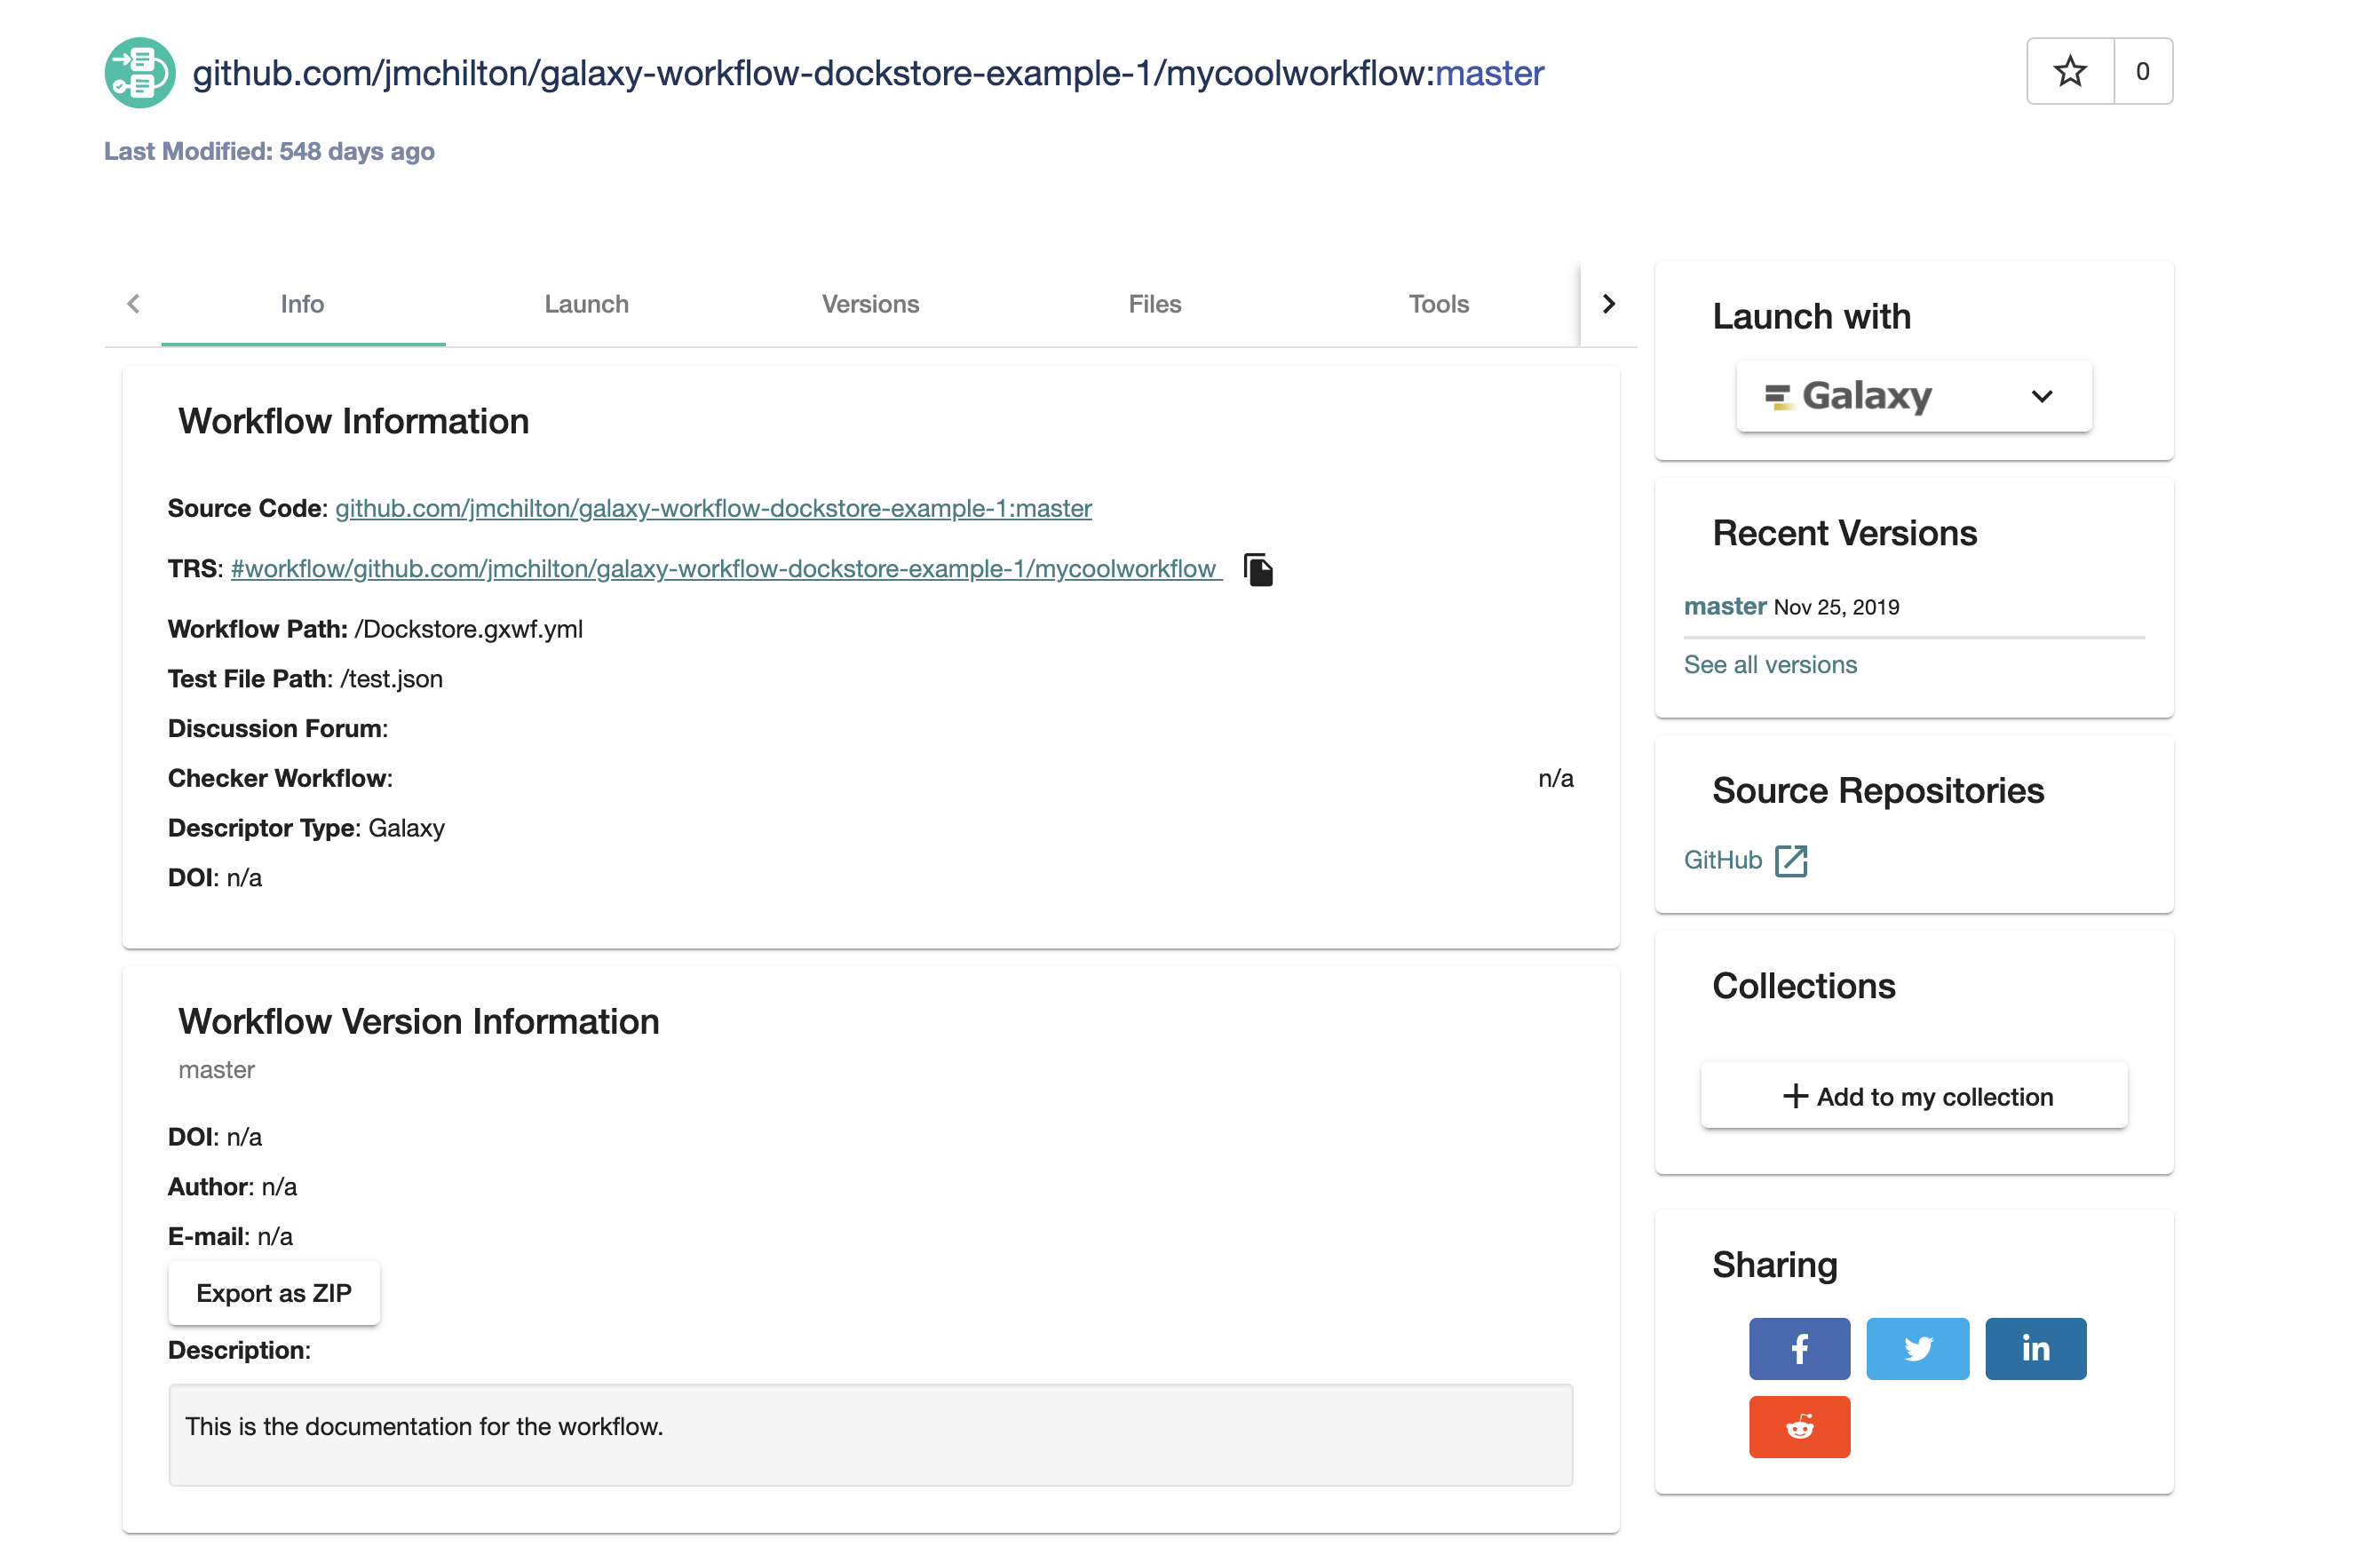 github.com/jmchilton/galaxy-workflow-dockstore-example-1/mycoolworkflow:master
0
Last Modified: 548 days ago
Info
Launch
Versions
Files
Tools
Workflow Information
Source Code: github.com/jmchilton/galaxy-workflow-dockstore-example-1:master
TRS: #workflow/github.com/jmchilton/galaxy-workflow-dockstore-example-1/mycoolworkflow
Workflow Path: /Dockstore.gxwf.yml
Test File Path: /test.json
Discussion Forum:
Checker Workflow: n/a
Descriptor Type: Galaxy
DOI: n/a
Workflow Version Information
master
DOI: n/a
Author: n/a
E-mail: n/a
Export as ZIP
Description:
This is the documentation for the workflow.
Launch with
Galaxy
Recent Versions
master Nov 25, 2019
See all versions
Source Repositories
GitHub
Collections
+ Add to my collection
Sharing
f
in